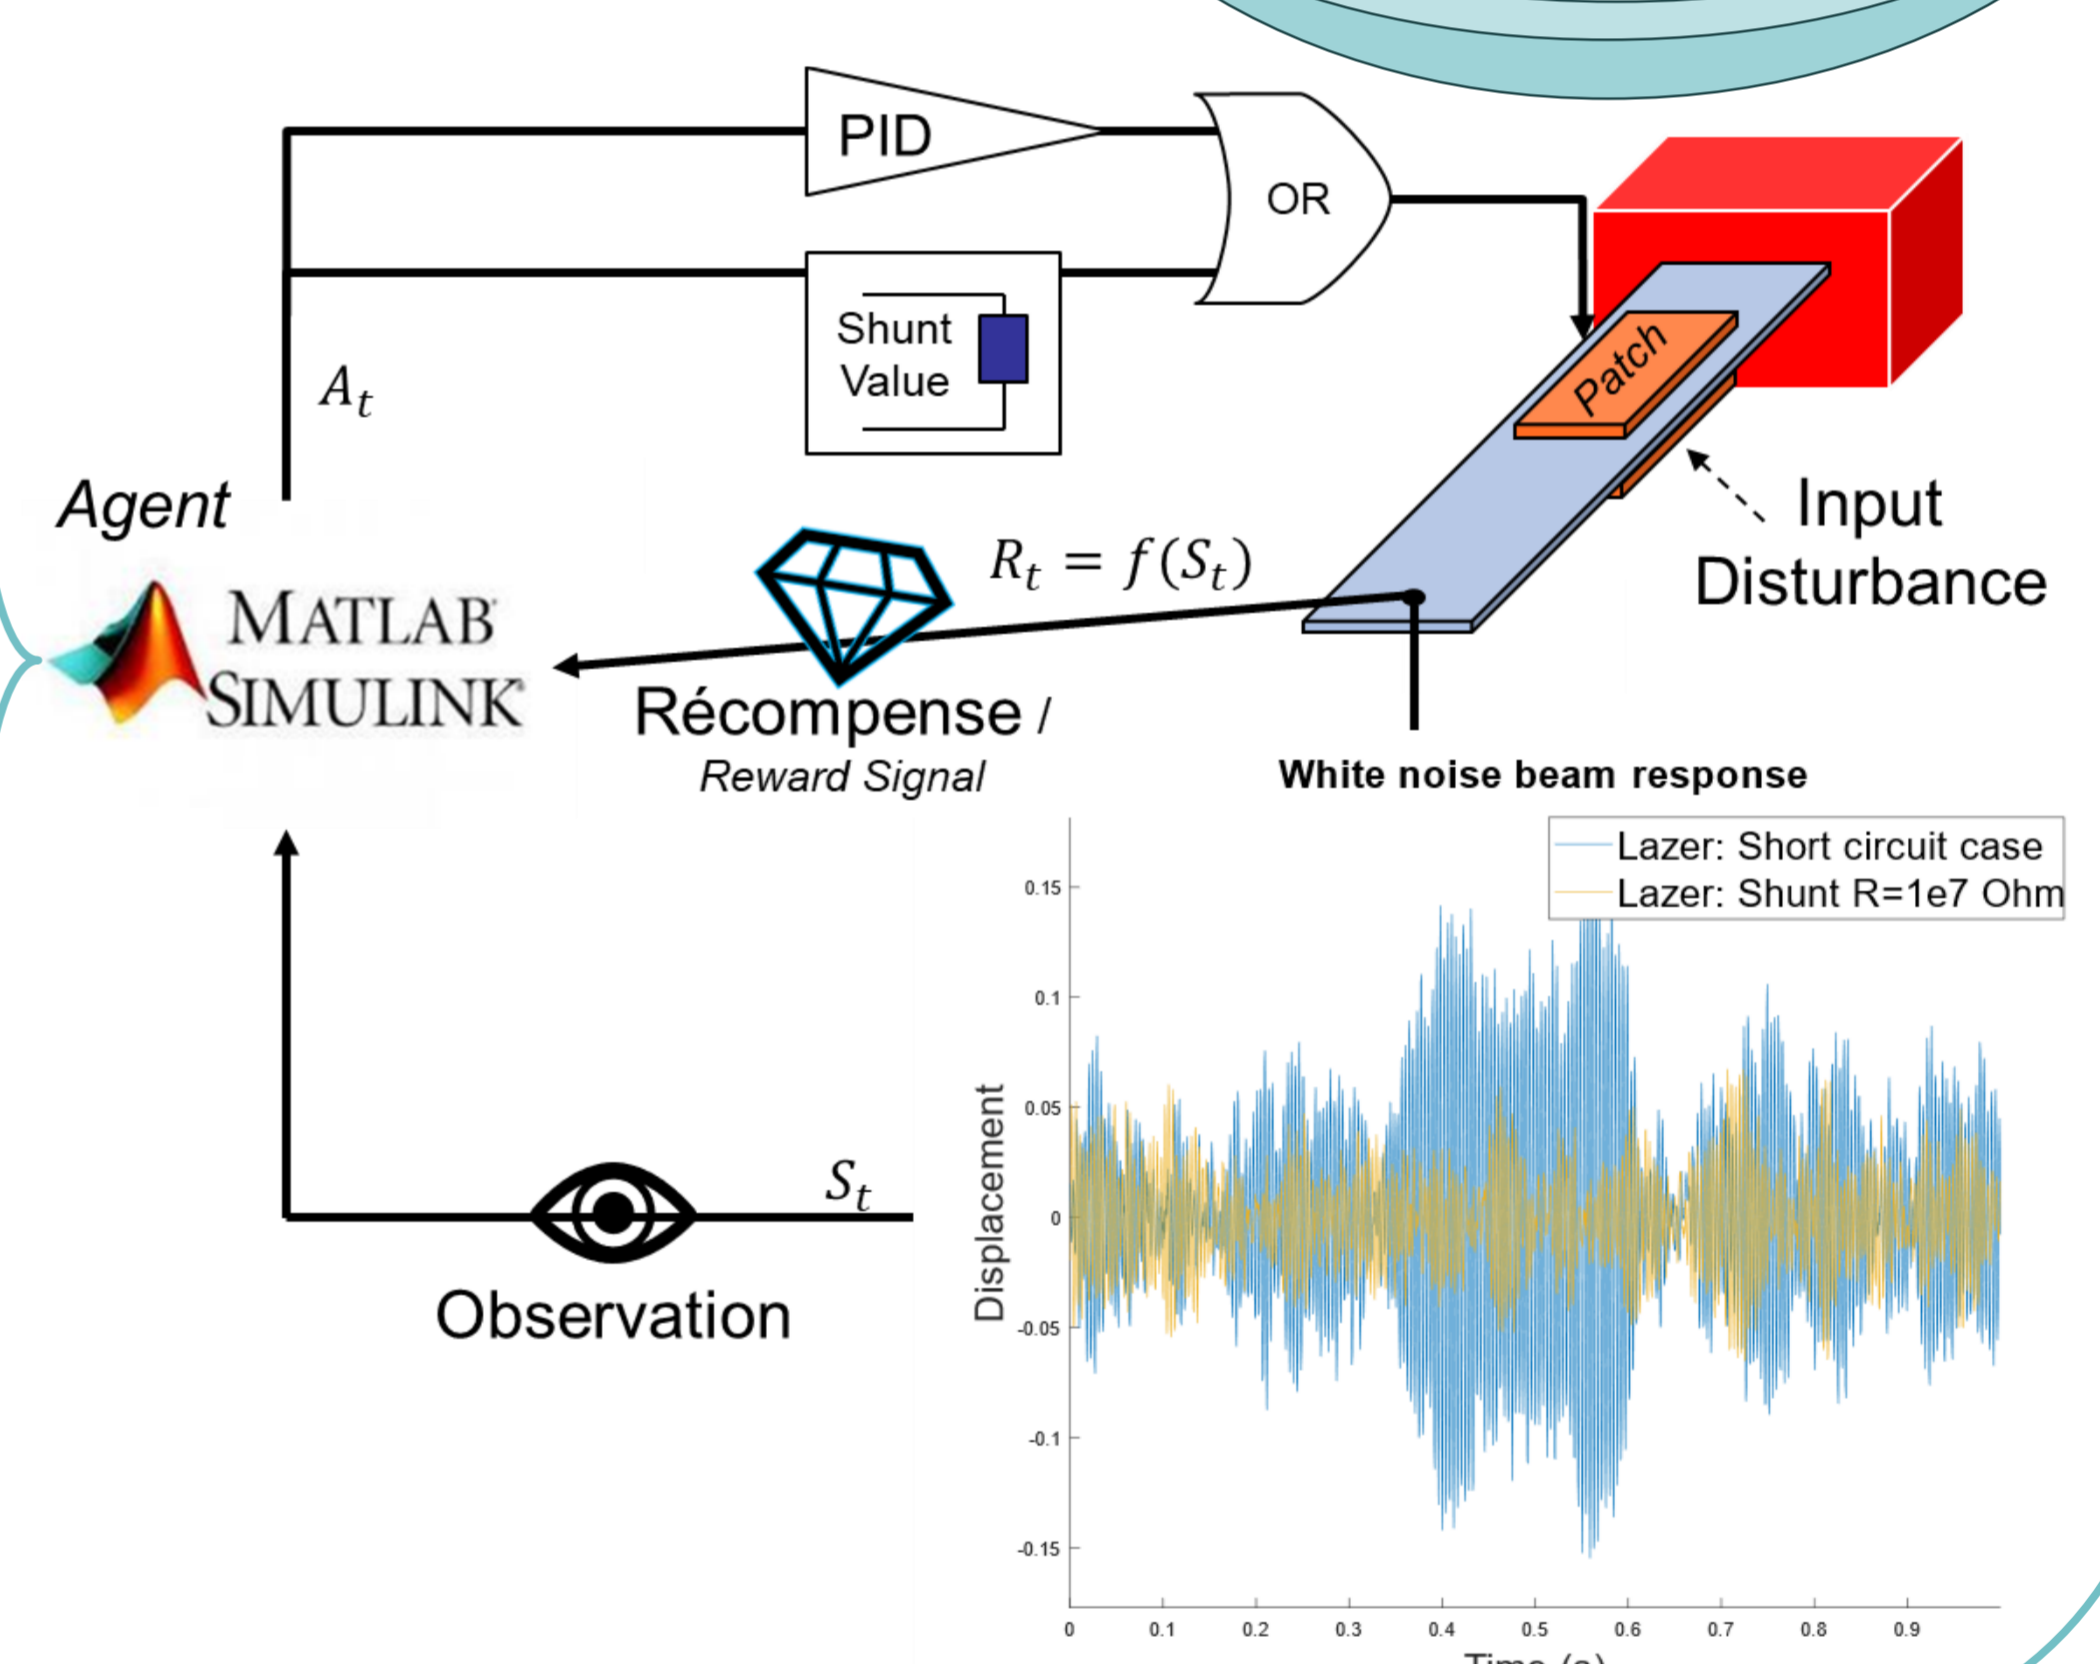 PID
OR
Shunt
Value
Patch
A_t
Agent
Input
Disturbance
R_t = f(S_t)
MATLAB
SIMULINK
Récompense /
Reward Signal
White noise beam response
Lazer: Short circuit case
Lazer: Shunt R=1e7 Ohm
0.15
0.1
0.05
0
-0.05
-0.1
-0.15
Displacement
S_t
Observation
0 0.1 0.2 0.3 0.4 0.5 0.6 0.7 0.8 0.9